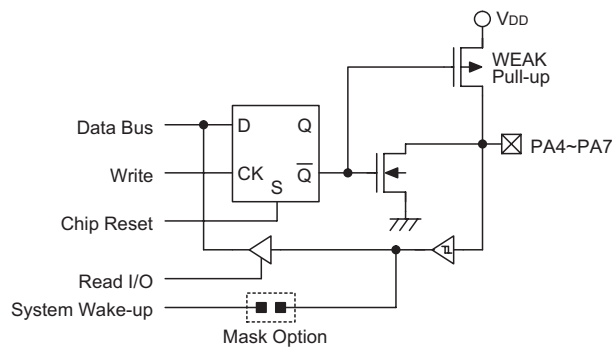 VDD
WEAK
Pull-up
Data Bus
D
Q
PA4~PA7
Write
CK
Q̅
S
Chip Reset
Read I/O
System Wake-up
Mask Option